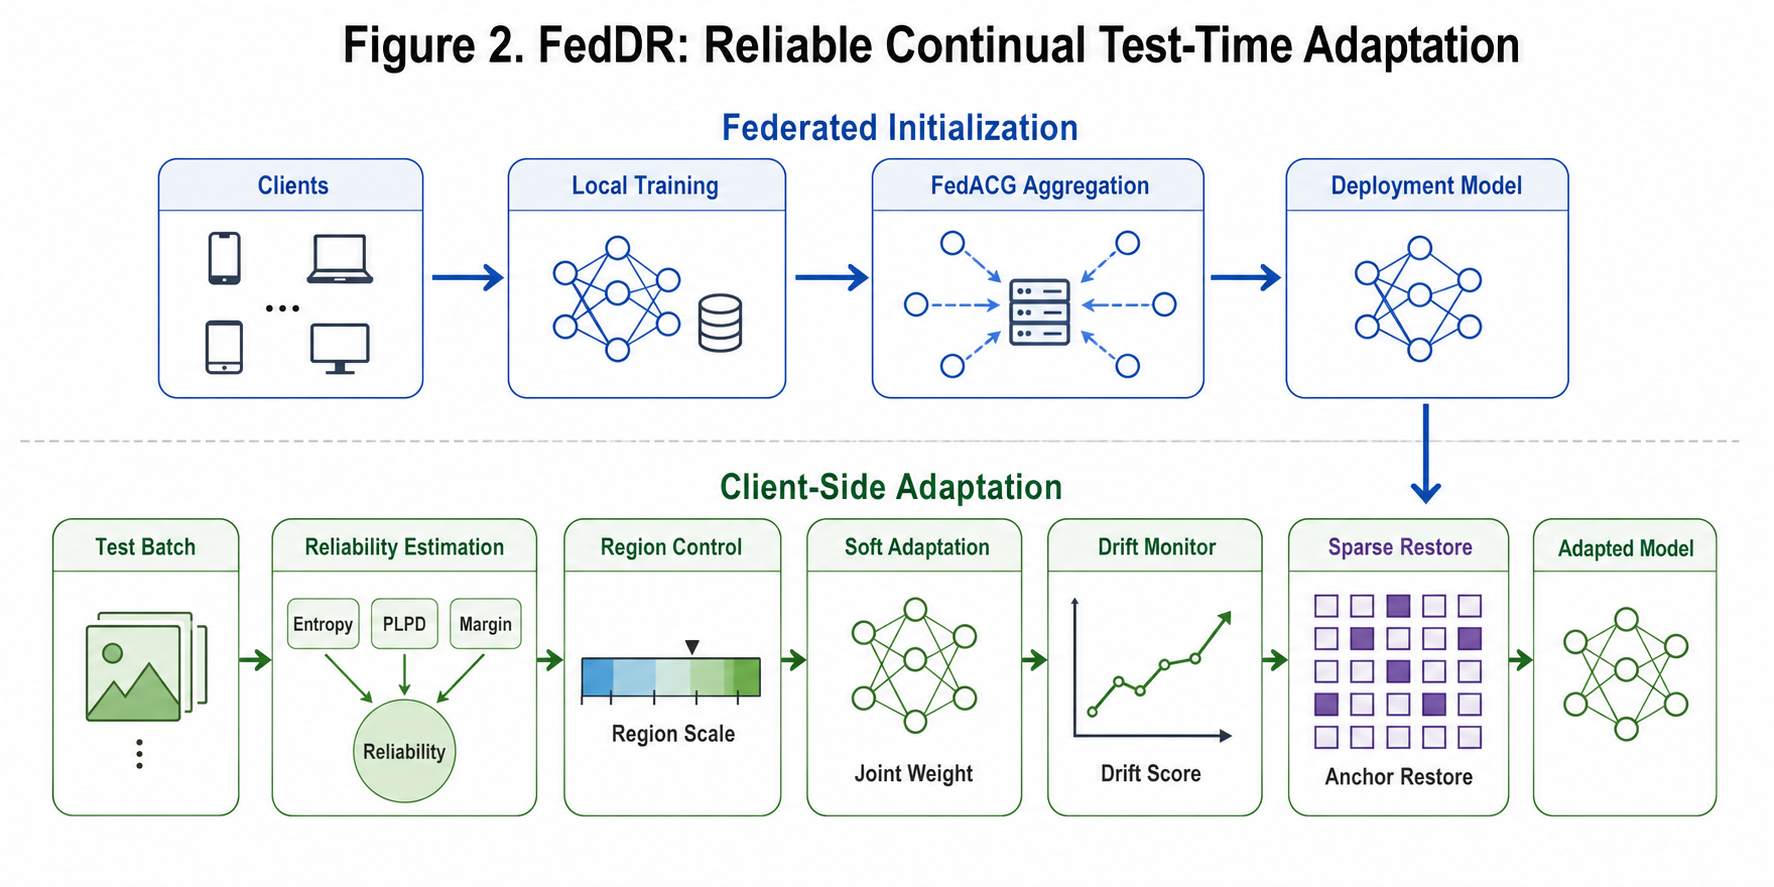 Figure 2. FedDR: Reliable Continual Test-Time Adaptation
Federated Initialization
Clients
Local Training
FedACG Aggregation
Deployment Model
Client-Side Adaptation
Test Batch
Reliability Estimation
Entropy
PLPD
Margin
Reliability
Region Control
Region Scale
Soft Adaptation
Joint Weight
Drift Monitor
Drift Score
Sparse Restore
Anchor Restore
Adapted Model